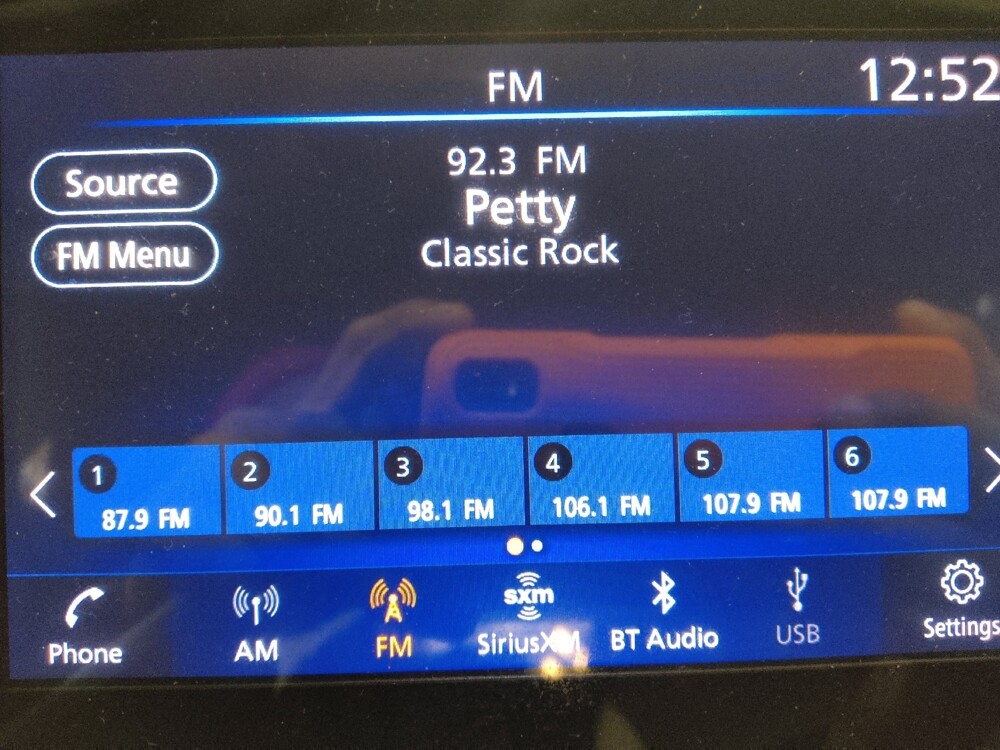 FM
12:52
Source
FM Menu
92.3 FM
Petty
Classic Rock
1
87.9 FM
2
90.1 FM
3
98.1 FM
4
106.1 FM
5
107.9 FM
6
107.9 FM
Phone
AM
FM
sxm
SiriusXM
BT Audio
USB
Settings